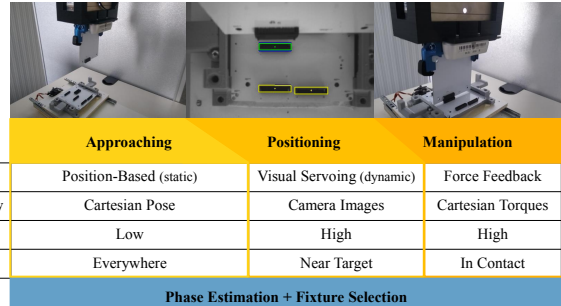 Approaching Positioning Manipulation
Position-Based (static) Visual Servoing (dynamic) Force Feedback
Cartesian Pose Camera Images Cartesian Torques
Low High High
Everywhere Near Target In Contact
Phase Estimation + Fixture Selection